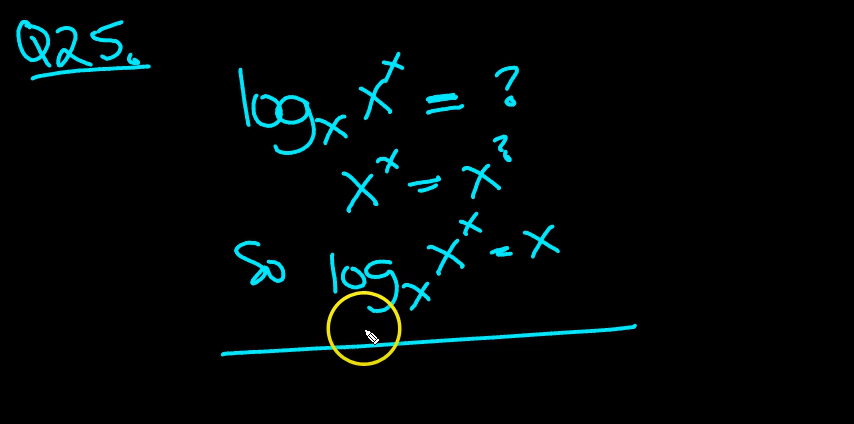 Q25.
logₓ xˣ = ?
xˣ = x^?
so logₓ xˣ = x